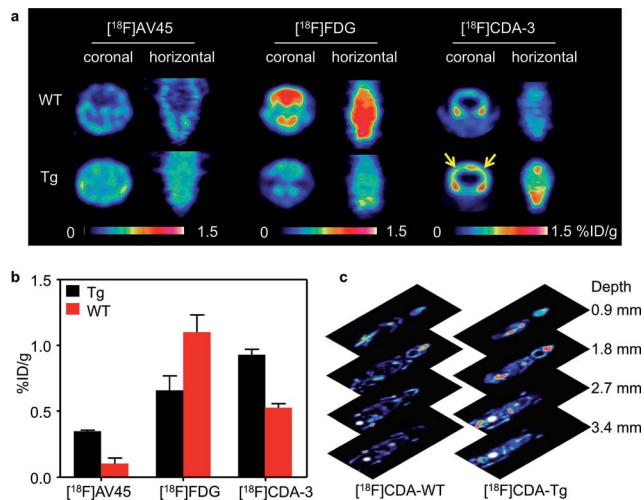 a
[¹⁸F]AV45 [¹⁸F]FDG [¹⁸F]CDA-3
coronal horizontal coronal horizontal coronal horizontal
WT
Tg
0 1.5 0 1.5 0 1.5 %ID/g
b
1.5
1.0
0.5
0.0
%ID/g
Tg
WT
[¹⁸F]AV45 [¹⁸F]FDG [¹⁸F]CDA-3
c
Depth
0.9 mm
1.8 mm
2.7 mm
3.4 mm
[¹⁸F]CDA-WT [¹⁸F]CDA-Tg